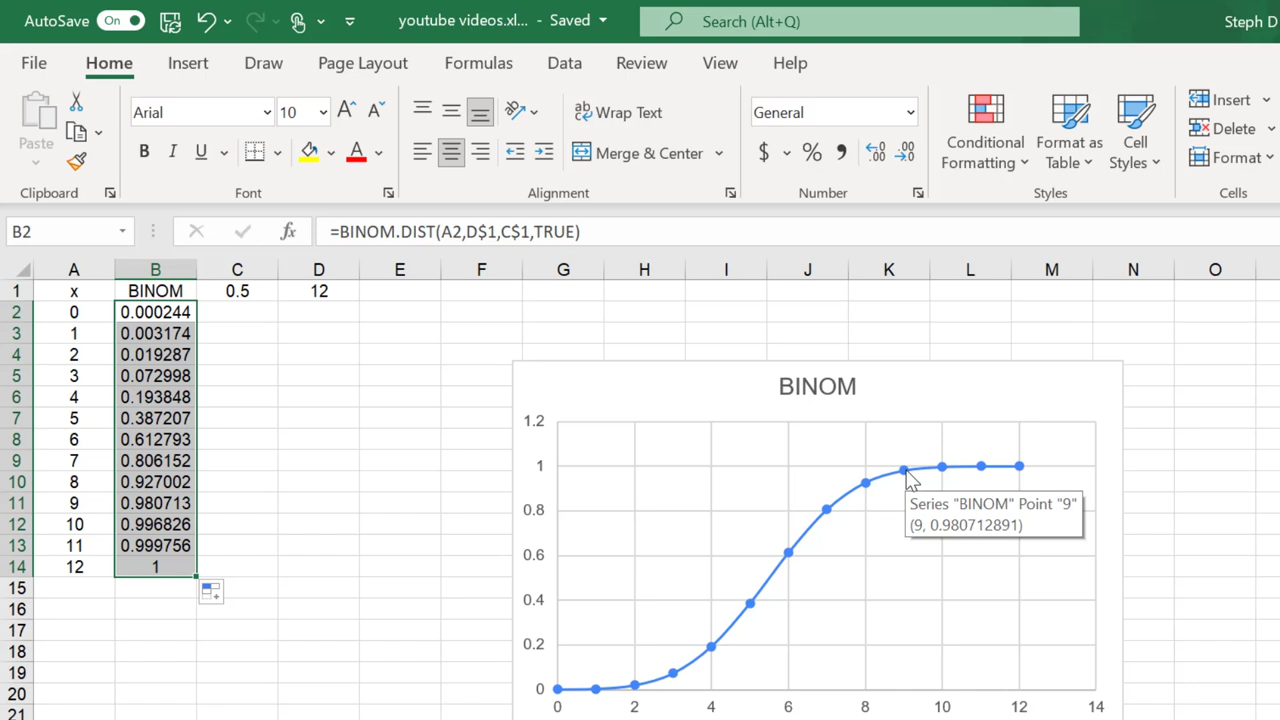 AutoSave On youtube videos.xl... - Saved Search (Alt+Q) Steph D
File Home Insert Draw Page Layout Formulas Data Review View Help
Paste
Arial 10 A A
B I U A
ab Wrap Text
Merge & Center
General
$ % 9 .00
Conditional Formatting
Format as Table
Cell Styles
Insert
Delete
Format
Clipboard Font Alignment Number Styles Cells
B2 fx =BINOM.DIST(A2,D$1,C$1,TRUE)
A B C D E F G H I J K L M N O
1 x BINOM 0.5 12
2 0 0.000244
3 1 0.003174
4 2 0.019287
5 3 0.072998
6 4 0.193848
7 5 0.387207
8 6 0.612793
9 7 0.806152
10 8 0.927002
11 9 0.980713
12 10 0.996826
13 11 0.999756
14 12 1
15
16
17
18
19
20
21
BINOM
1.2
1
0.8
0.6
0.4
0.2
0
0 2 4 6 8 10 12 14
Series "BINOM" Point "9"
(9, 0.980712891)